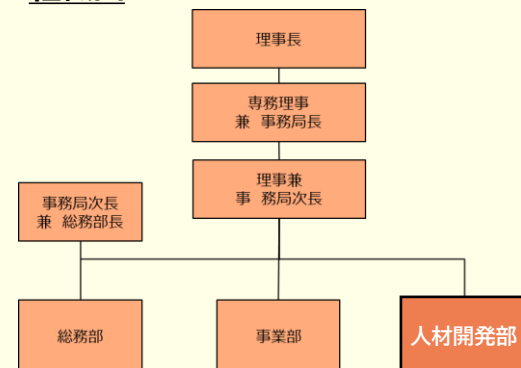 理事長
専務理事
兼 事務局長
理事兼
事 務局次長
事務局次長
兼 総務部長
総務部
事業部
人材開発部